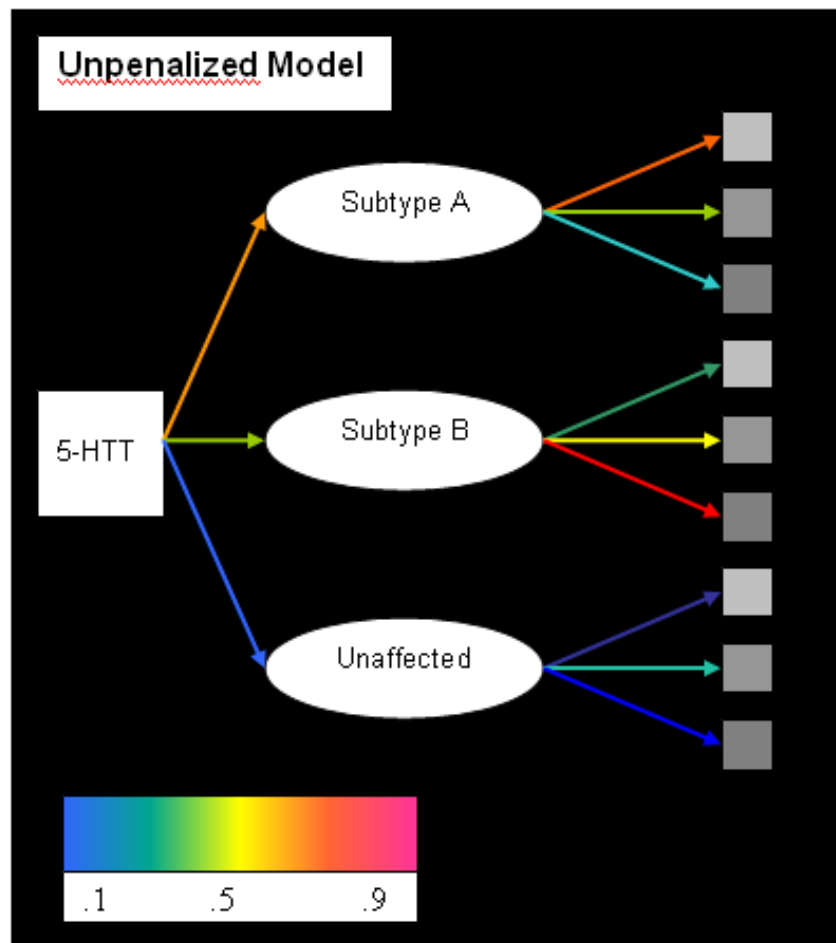 Unpenalized Model
Subtype A
5-HTT
Subtype B
Unaffected
.1 .5 .9